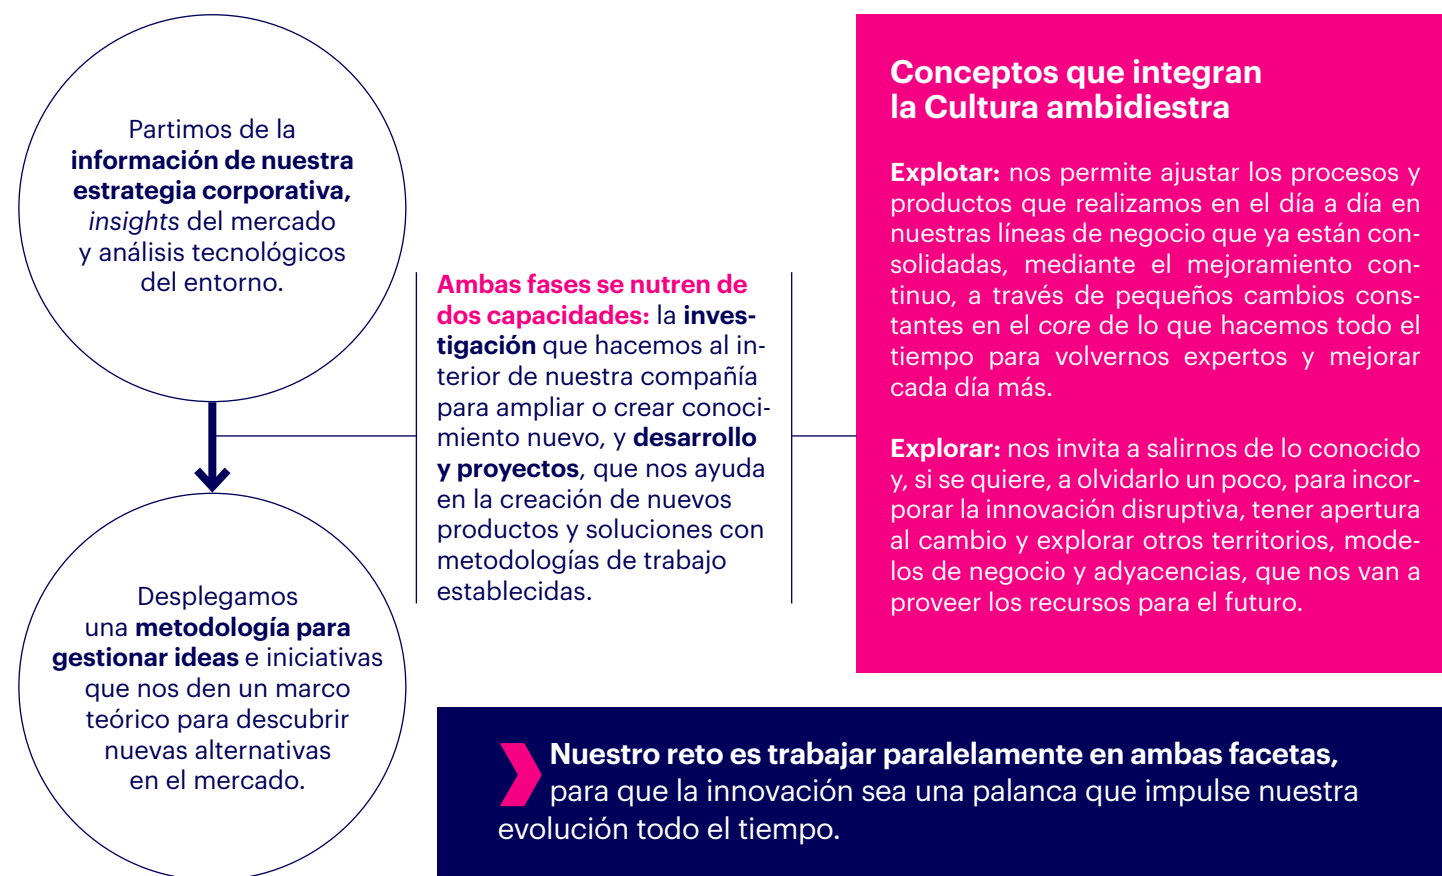 Partimos de la
información de nuestra
estrategia corporativa,
insights del mercado
y análisis tecnológicos
del entorno.
Desplegamos
una metodología para
gestionar ideas e iniciativas
que nos den un marco
teórico para descubrir
nuevas alternativas
en el mercado.
Ambas fases se nutren de
dos capacidades: la inves-
tigación que hacemos al in-
terior de nuestra compañía
para ampliar o crear conoci-
miento nuevo, y desarrollo
y proyectos, que nos ayuda
en la creación de nuevos
productos y soluciones con
metodologías de trabajo
establecidas.
Conceptos que integran
la Cultura ambidiestra
Explotar: nos permite ajustar los procesos y
productos que realizamos en el día a día en
nuestras líneas de negocio que ya están con-
solidadas, mediante el mejoramiento con-
tinuo, a través de pequeños cambios cons-
tantes en el core de lo que hacemos todo el
tiempo para volvernos expertos y mejorar
cada día más.
Explorar: nos invita a salirnos de lo conocido
y, si se quiere, a olvidarlo un poco, para incor-
porar la innovación disruptiva, tener apertura
al cambio y explorar otros territorios, mode-
los de negocio y adyacencias, que nos van a
proveer los recursos para el futuro.
Nuestro reto es trabajar paralelamente en ambas facetas,
para que la innovación sea una palanca que impulse nuestra
evolución todo el tiempo.